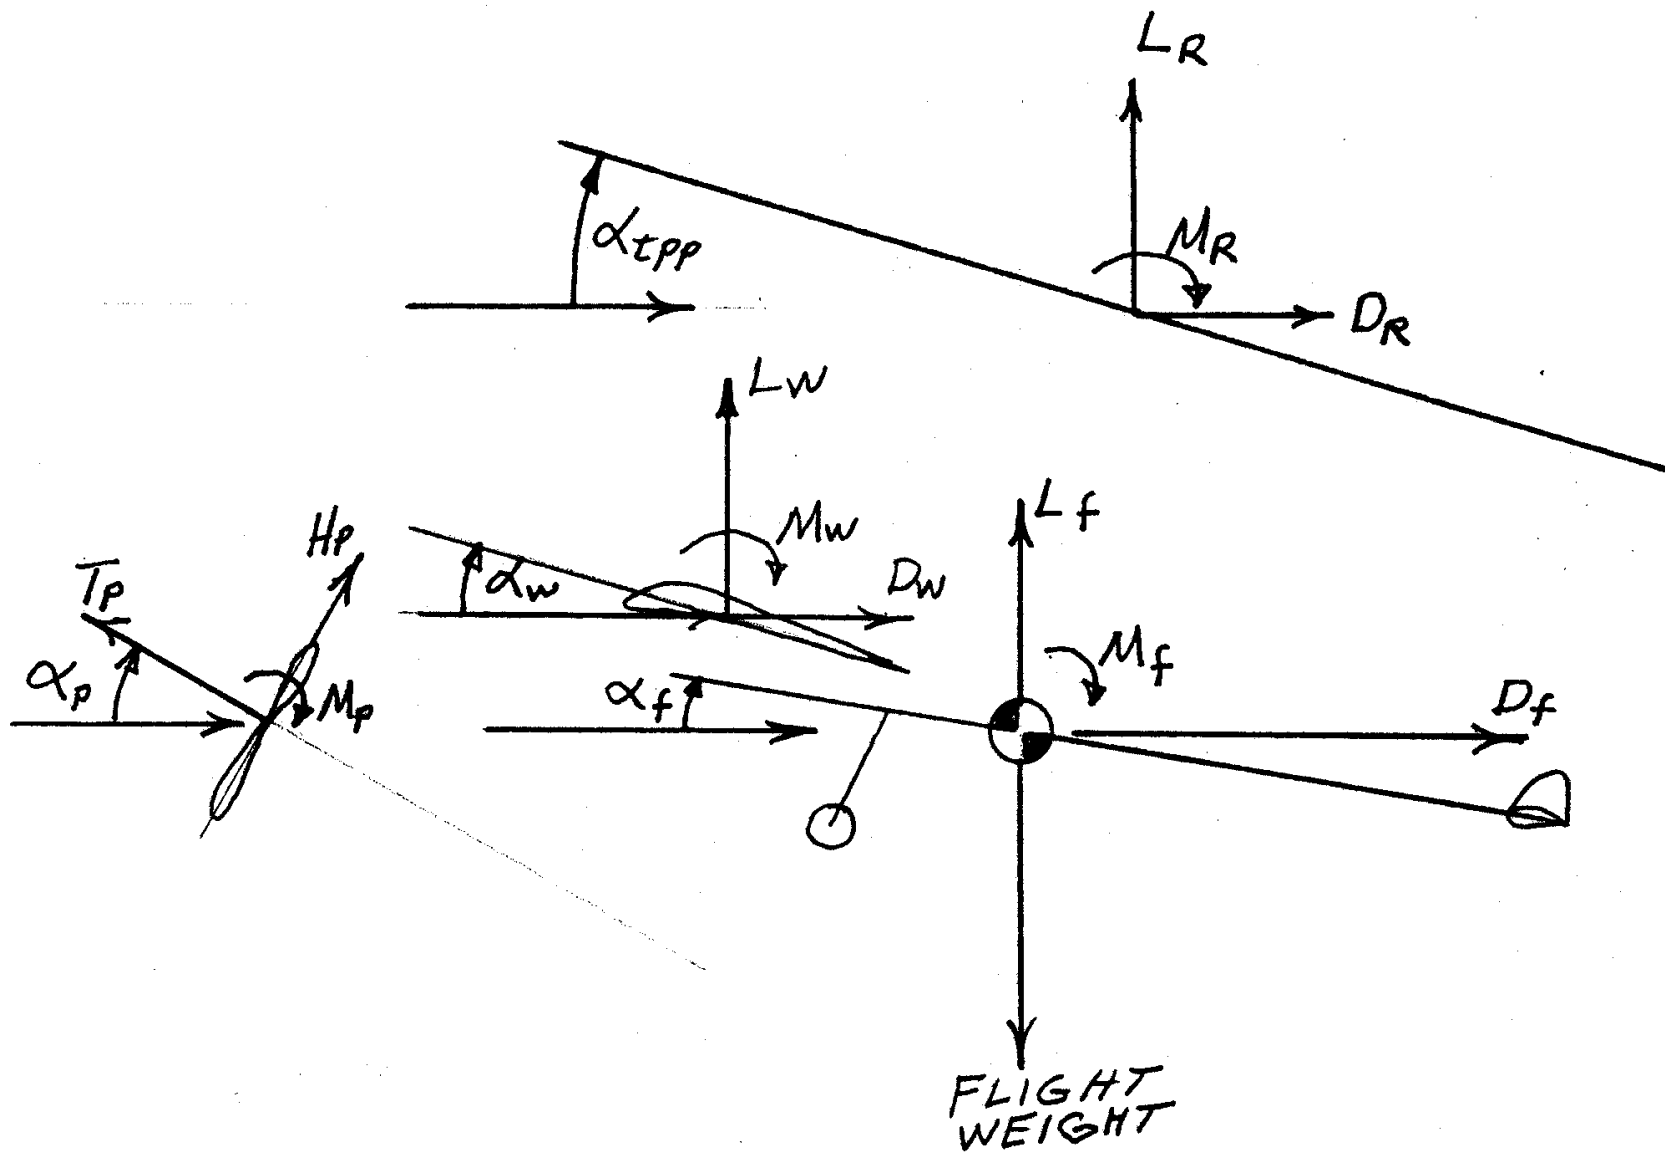 L_R
α_tpp
M_R
D_R
L_W
H_P
M_W
L_f
T_P
α_w
D_W
α_P
M_P
α_f
M_f
D_f
FLIGHT
WEIGHT